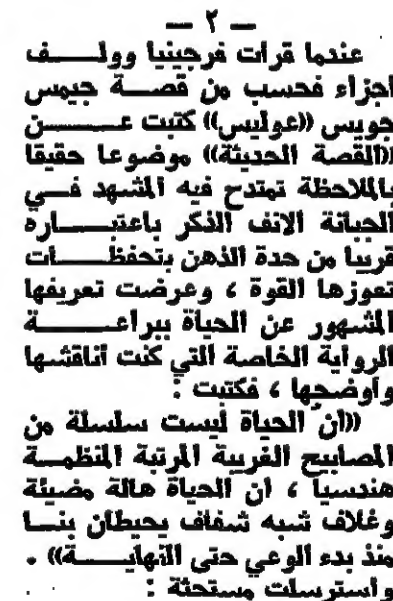 — ٢ —
عندما قرات فرجينيا وولف
اجزاء فحسب من قصة جيمس
جويس ((عوليس)) كتبت عن
((القصة الحديثة)) موضوعا حقيقا
بالملاحظة تمتدح فيه المشهد في
الجبانة الانف الذكر باعتباره
قريبا من حدة الذهن بتحفظات
تعوزها القوة ، وعرضت تعريفها
المشهور عن الحياة ببراعة
الرواية الخاصة التي كنت أناقشها
وأوضحها ، فكتبت :
((ان الحياة ليست سلسلة من
المصابيح الغريبة المرتبة المنظمة
هندسيا ، ان الحياة هالة مضيئة
وغلاف شبه شفاف يحيطان بنا
منذ بدء الوعي حتى النهاية)) .
واسترسلت مستحثة :